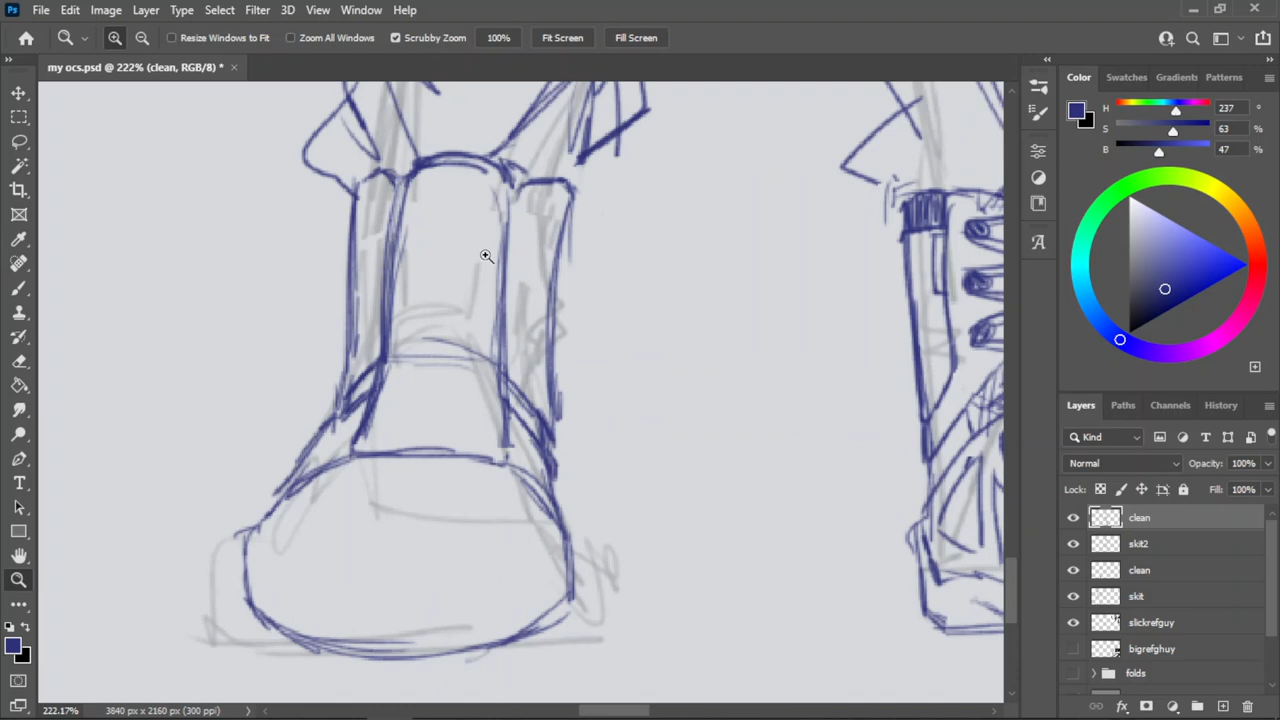 Ps File Edit Image Layer Type Select Filter 3D View Window Help
Resize Windows to Fit Zoom All Windows Scrubby Zoom 100% Fit Screen Fill Screen
my ocs.psd @ 222% (clean, RGB/8) *
Color Swatches Gradients Patterns
H 237
S 63
B 47
Layers Paths Channels History
Kind
Normal Opacity: 100%
Lock: Fill: 100%
clean
skit2
clean
skit
slickrefguy
bigrefghuy
folds
222.17% 3840 px x 2160 px (300 ppi)